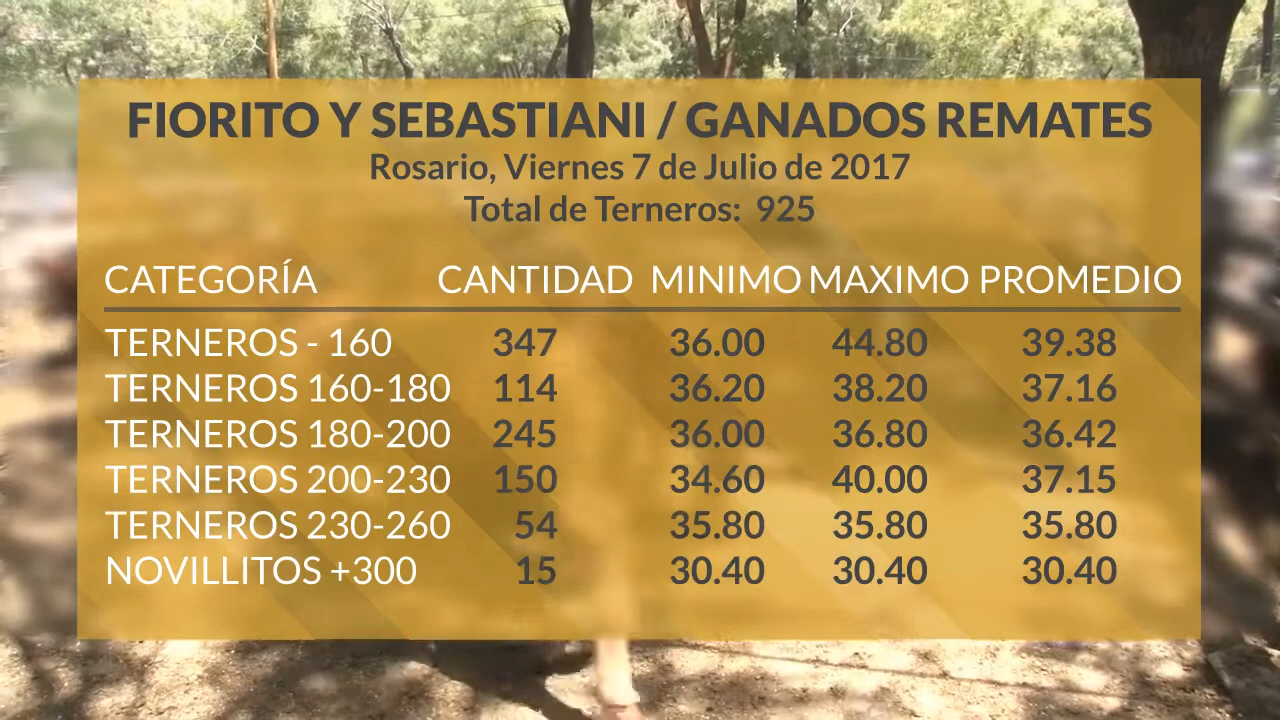 FIORITO Y SEBASTIANI / GANADOS REMATES
Rosario, Viernes 7 de Julio de 2017
Total de Terneros: 925
CATEGORÍA CANTIDAD MINIMO MAXIMO PROMEDIO
TERNEROS - 160 347 36.00 44.80 39.38
TERNEROS 160-180 114 36.20 38.20 37.16
TERNEROS 180-200 245 36.00 36.80 36.42
TERNEROS 200-230 150 34.60 40.00 37.15
TERNEROS 230-260 54 35.80 35.80 35.80
NOVILLITOS +300 15 30.40 30.40 30.40